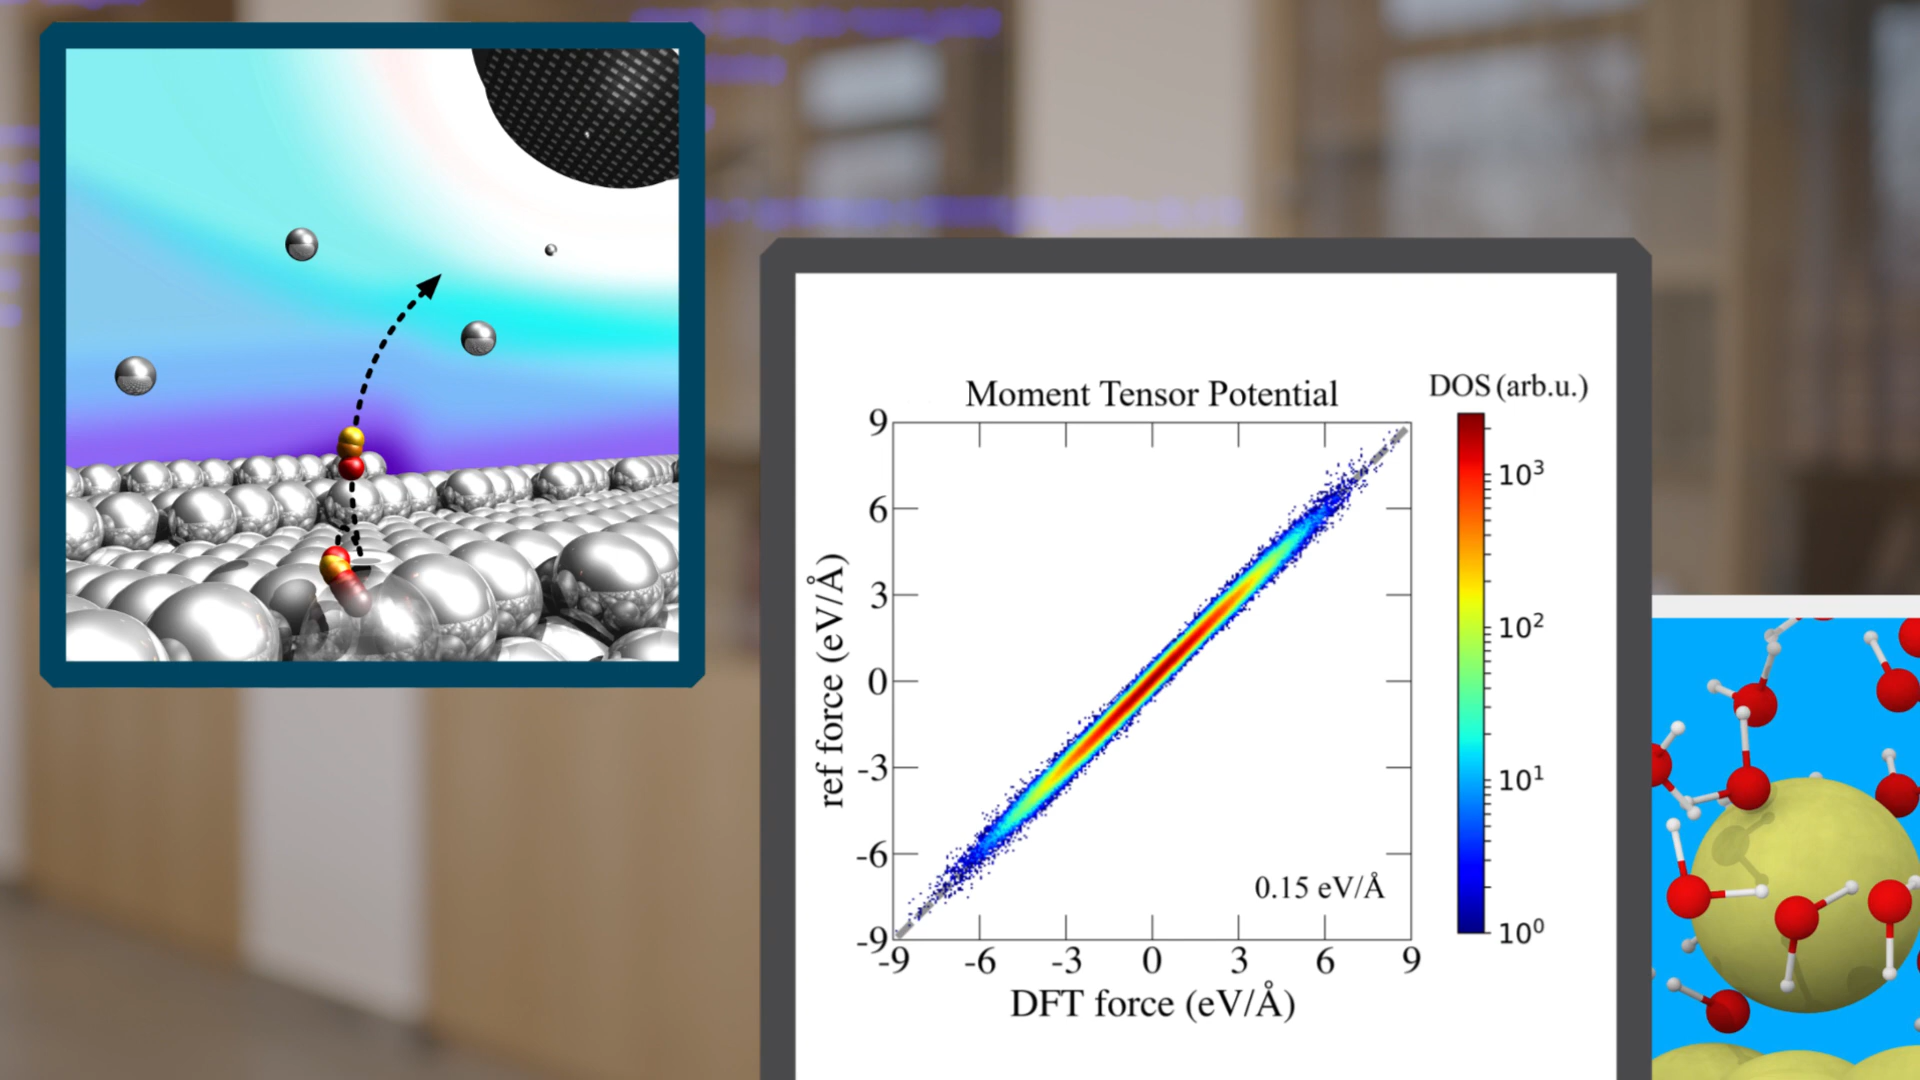 Moment Tensor Potential
DOS (arb.u.)
9
6
3
0
-3
-6
-9
ref force (eV/Å)
-9 -6 -3 0 3 6 9
DFT force (eV/Å)
0.15 eV/Å
10³
10²
10¹
10⁰